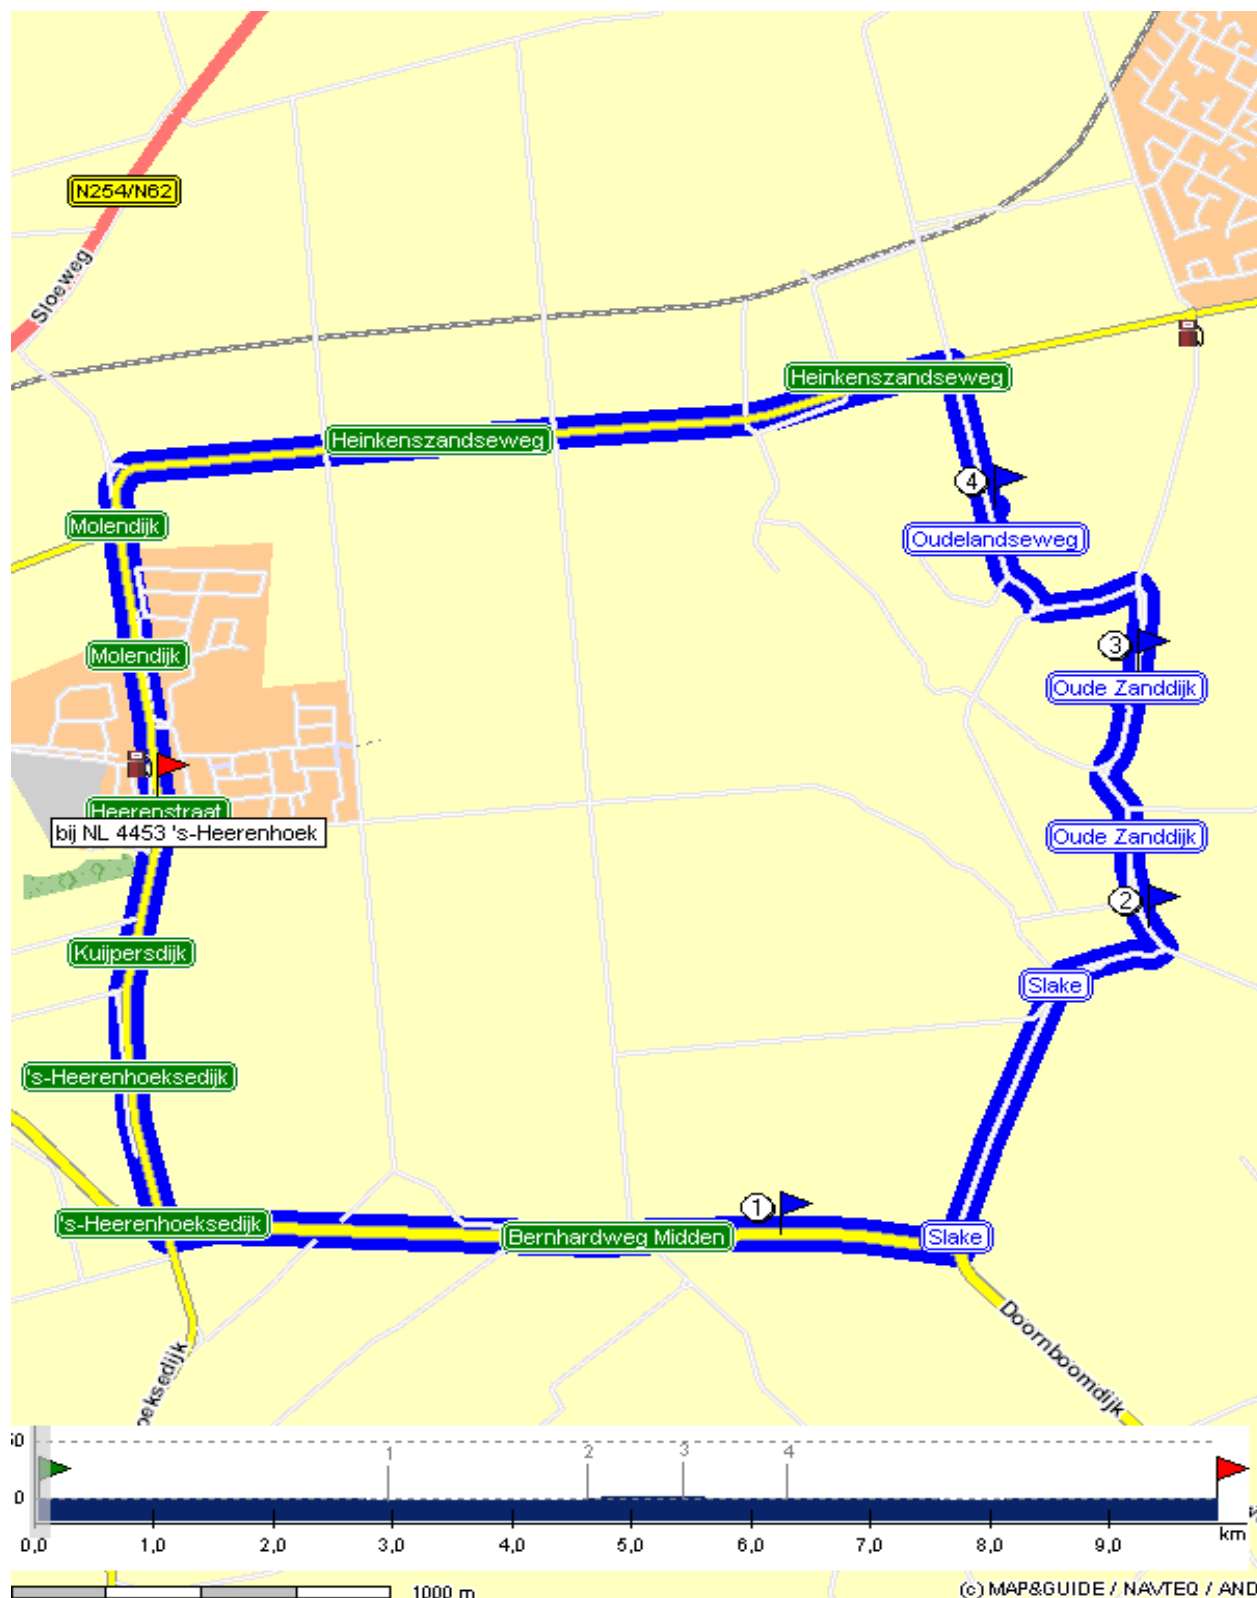 N254/N62
Sloeweg
Heinkenszandseweg
Heinkenszandseweg
4
Molendijk
Oudelandseweg
3
Molendijk
Oude Zanddijk
Heerenstraat
bij NL 4453 's-Heerenhoek
Oude Zanddijk
2
Kuijpersdijk
Slake
's-Heerenhoeksedijk
1
's-Heerenhoeksedijk
Bernhardweg Midden
Slake
Doornboomdijk
oeksedijk
50
1 2 3 4
0
0,0 1,0 2,0 3,0 4,0 5,0 6,0 7,0 8,0 9,0 km
1000 m
(c) MAP&GUIDE / NAVTEQ / AND